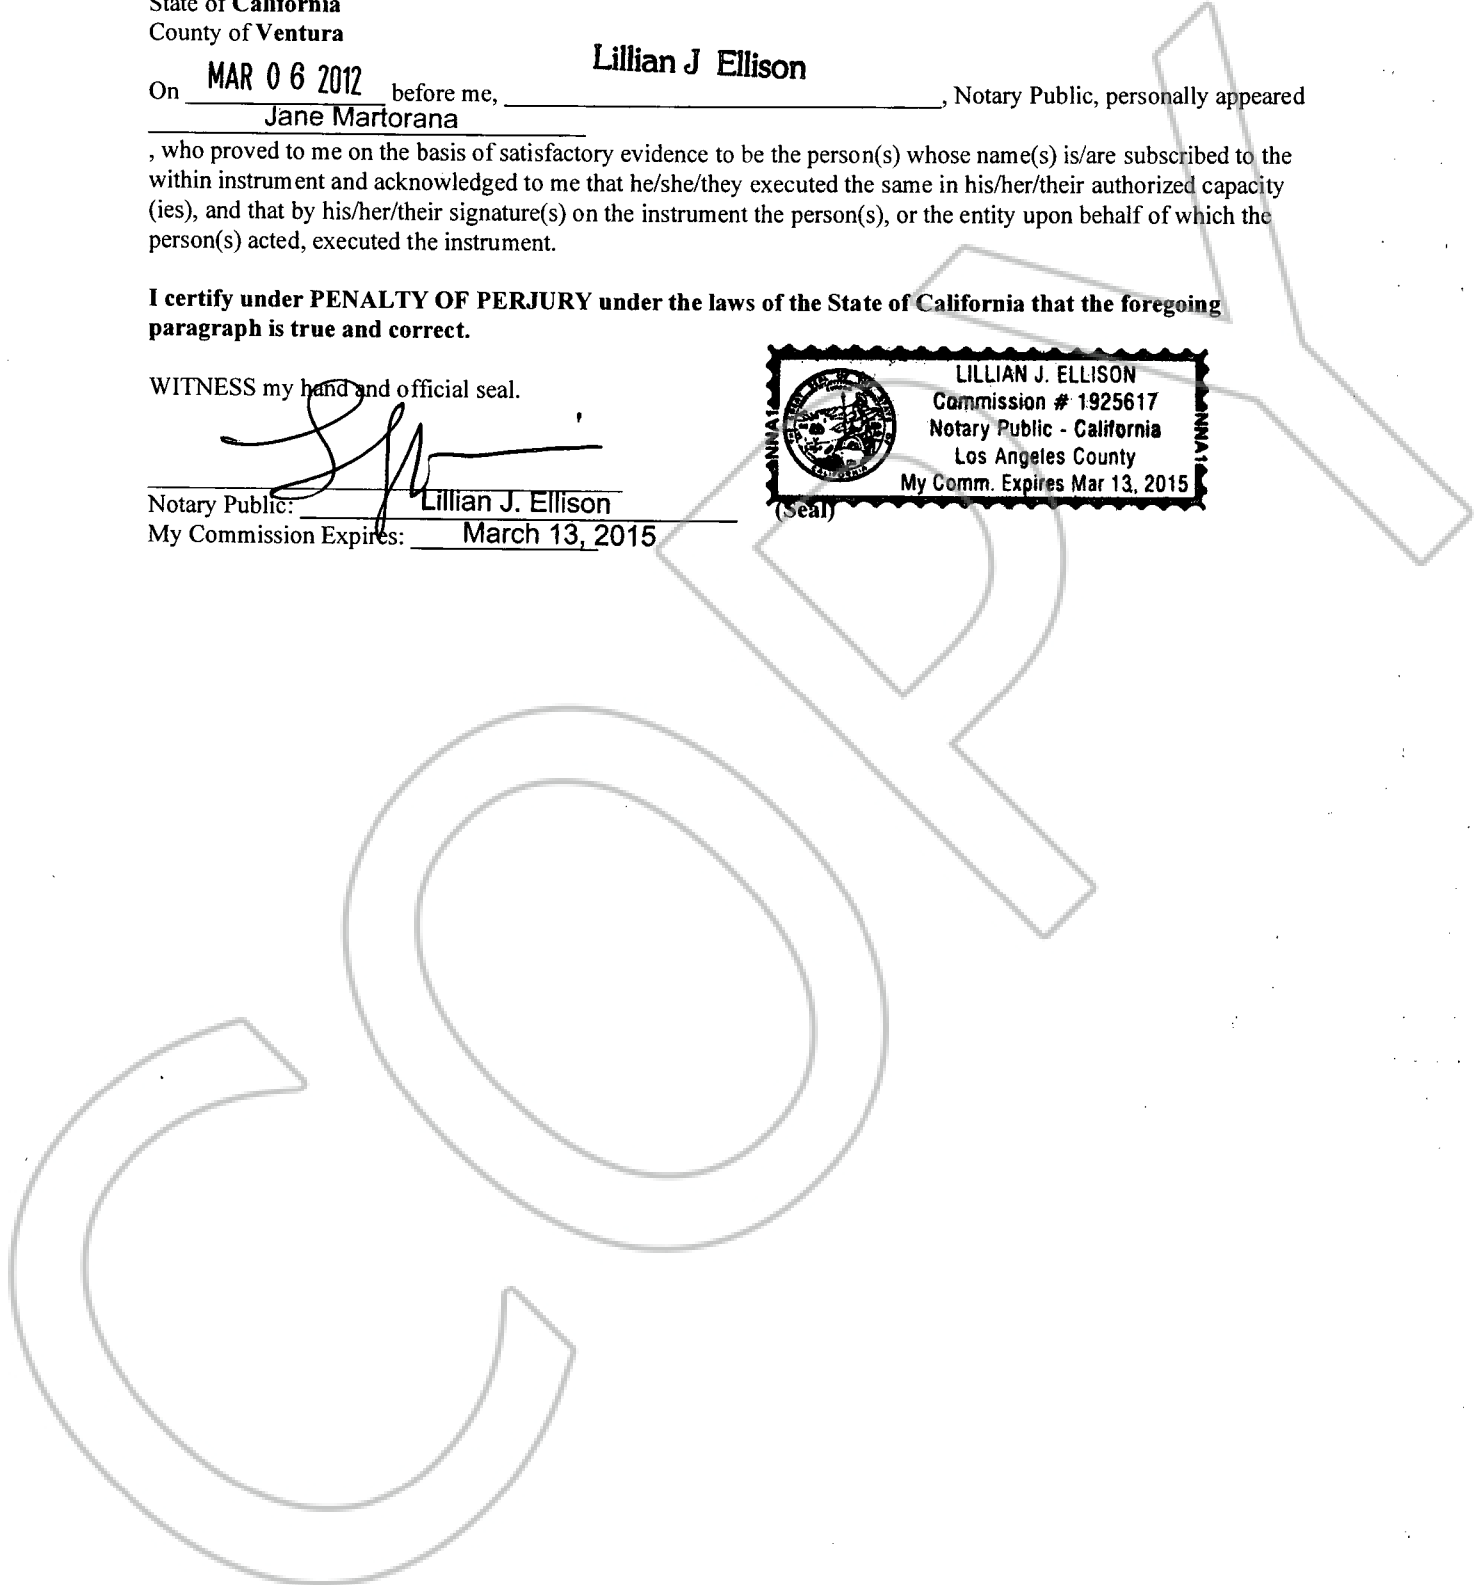 State of California
County of Ventura
Lillian J Ellison
On MAR 06 2012 before me, , Notary Public, personally appeared
Jane Martorana
, who proved to me on the basis of satisfactory evidence to be the person(s) whose name(s) is/are subscribed to the
within instrument and acknowledged to me that he/she/they executed the same in his/her/their authorized capacity
(ies), and that by his/her/their signature(s) on the instrument the person(s), or the entity upon behalf of which the
person(s) acted, executed the instrument.
I certify under PENALTY OF PERJURY under the laws of the State of California that the foregoing
paragraph is true and correct.
WITNESS my hand and official seal.
LILLIAN J. ELLISON
Commission # 1925617
Notary Public - California
Los Angeles County
My Comm. Expires Mar 13, 2015
NNA1
NNA1
(Seal)
Notary Public: Lillian J. Ellison
My Commission Expires: March 13, 2015
COPY